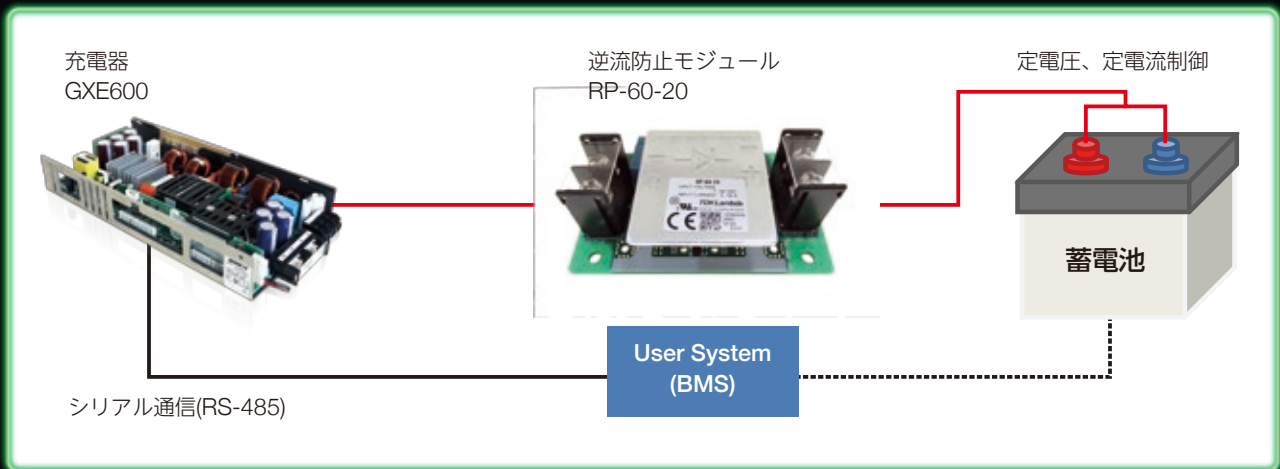 充電器
GXE600
逆流防止モジュール
RP-60-20
定電圧、定電流制御
TDK-Lambda
CE
蓄電池
User System
(BMS)
シリアル通信(RS-485)